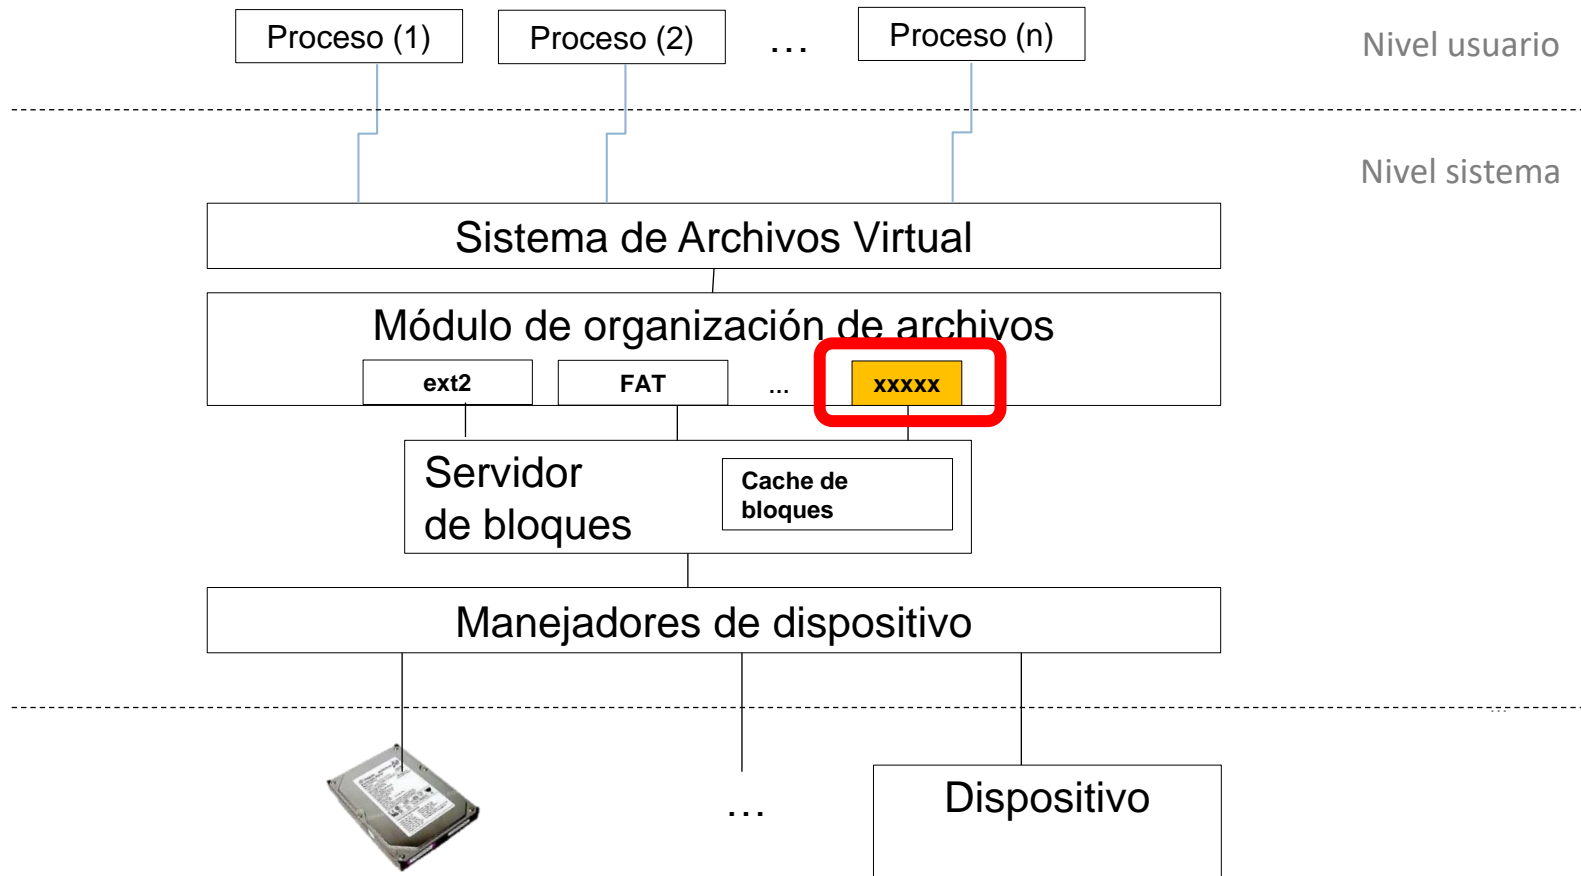 Proceso (1)
Proceso (2)
...
Proceso (n)
Nivel usuario
Nivel sistema
Sistema de Archivos Virtual
Módulo de organización de archivos
ext2
FAT
...
xxxxx
Servidor
de bloques
Cache de
bloques
Manejadores de dispositivo
...
...
Dispositivo